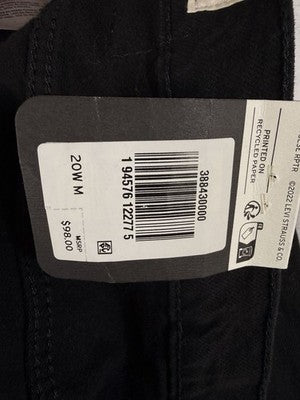 388430000
1 94576 12277 5
20W M
MSRP
$98.00
PRINTED ON
RECYCLED PAPER
©2022 LEVI STRAUSS & CO.